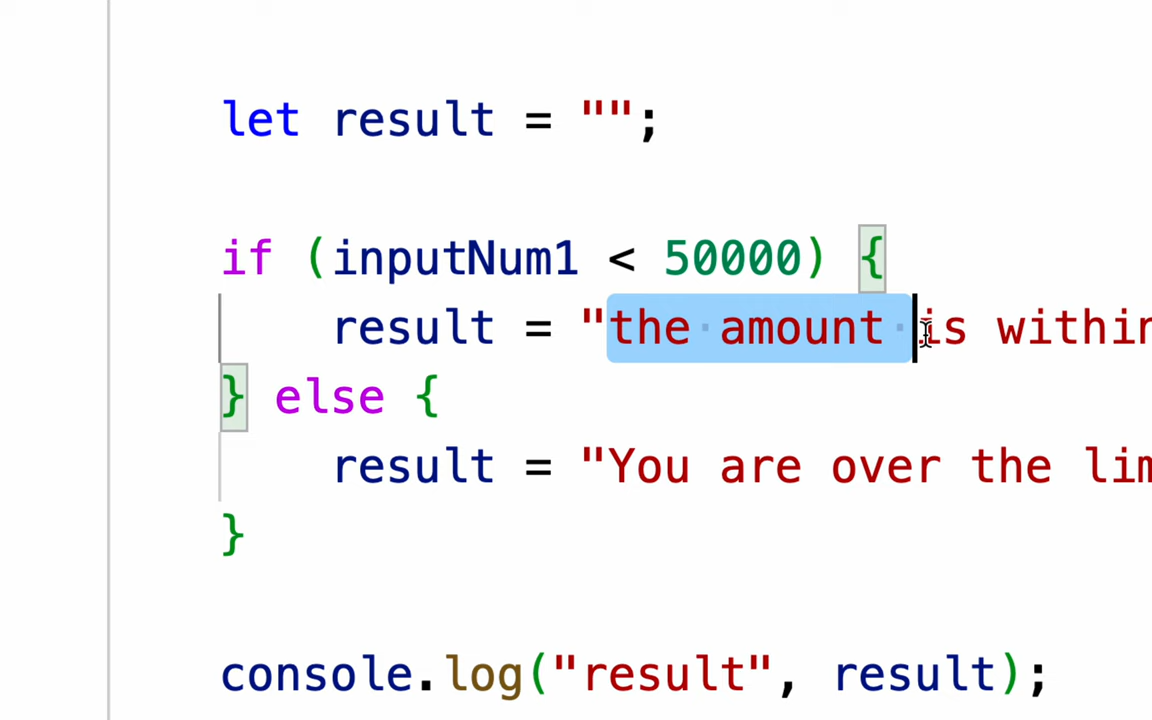 let result = "";
if (inputNum1 < 50000) {
result = "the amount is within
} else {
result = "You are over the lim
}
console.log("result", result);